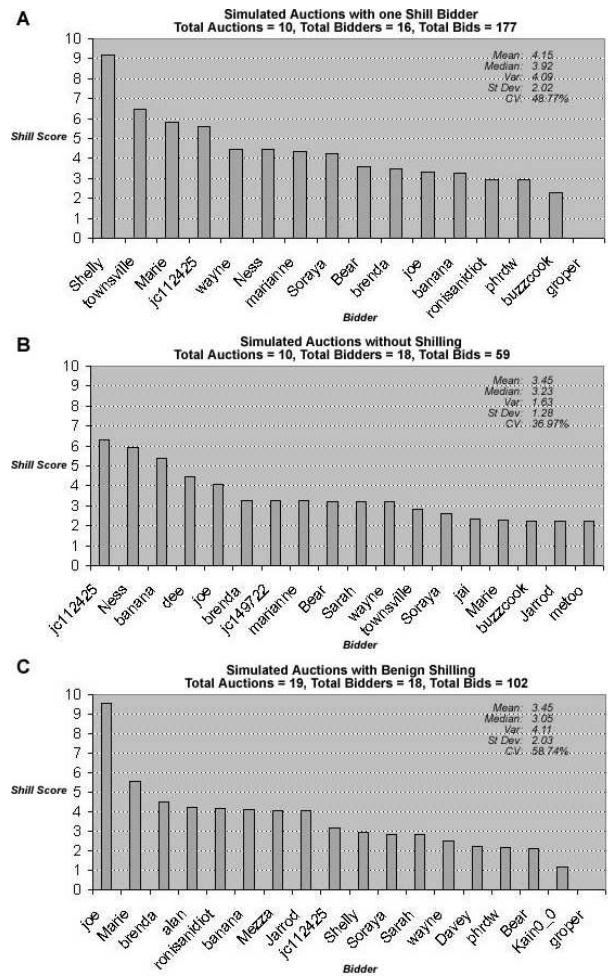 A
Simulated Auctions with one Shill Bidder
Total Auctions = 10, Total Bidders = 16, Total Bids = 177
10
9
8
7
6
5
4
3
2
1
0
Shill Score
Mean: 4.15
Median: 3.92
Var: 4.09
St Dev: 2.02
CV: 48.77%
Shelly
townsville
Marie
jc112425
wayne
Ness
marianne
Soraya
Bear
brenda
joe
banana
ronisanidiot
phrdw
buzzcook
groper
Bidder
B
Simulated Auctions without Shilling
Total Auctions = 10, Total Bidders = 18, Total Bids = 59
10
9
8
7
6
5
4
3
2
1
0
Shill Score
Mean: 3.45
Median: 3.23
Var: 1.63
St Dev: 1.28
CV: 36.97%
jc112425
Ness
banana
dee
joe
brenda
jc149722
marianne
Bear
Sarah
wayne
townsville
Soraya
jai
Marie
buzzcook
Jarrod
metoo
Bidder
C
Simulated Auctions with Benign Shilling
Total Auctions = 19, Total Bidders = 18, Total Bids = 102
10
9
8
7
6
5
4
3
2
1
0
Shill Score
Mean: 3.45
Median: 3.05
Var: 4.11
St Dev: 2.03
CV: 58.74%
joe
Marie
brenda
alan
ronisanidiot
banana
Mezza
Jarrod
jc112425
Shelly
Soraya
Sarah
wayne
Davey
phrdw
Bear
Kain0_0
groper
Bidder